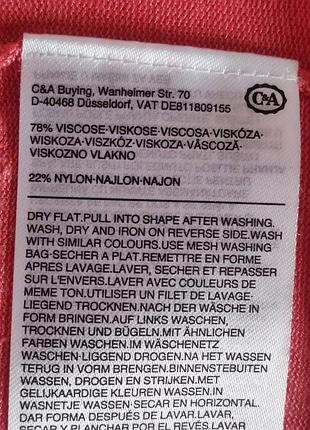 C&A Buying, Wanheimer Str. 70
D-40468 Düsseldorf, VAT DE811809155
C&A
78% VISCOSE·VISKOSE·VISCOSA·VISKÓZA·
WISKOZA·VISZKÓZ·VISKOZA·VÂSCOZĂ·
VISKOZNO VLAKNO
22% NYLON·NAJLON·NAJON
DRY FLAT.PULL INTO SHAPE AFTER WASHING.
WASH, DRY AND IRON ON REVERSE SIDE.WASH
WITH SIMILAR COLOURS.USE MESH WASHING
BAG·SECHER A PLAT.REMETTRE EN FORME
APRES LAVAGE.LAVER, SECHER ET REPASSER
SUR L'ENVERS.LAVER AVEC COULEURS DE
MEME TON.UTILISER UN FILET DE LAVAGE·
LIEGEND TROCKNEN.NACH DER WÄSCHE IN
FORM BRINGEN.AUF LINKS WASCHEN,
TROCKNEN UND BÜGELN.MIT ÄHNLICHEN
FARBEN WASCHEN.IM WÄSCHENETZ
WASCHEN·LIGGEND DROGEN.NA HET WASSEN
TERUG IN VORM BRENGEN.BINNENSTEBUITEN
WASSEN, DROGEN EN STRIJKEN.MET
GELIJKAARDIGE KLEUREN WASSEN.IN
WASNETJE WASSEN·SECAR EN HORIZONTAL.
DAR FORMA DESPUÉS DE LAVAR.LAVAR,
SECAR Y PLANCHAR POR EL REVÉS.LAVAR